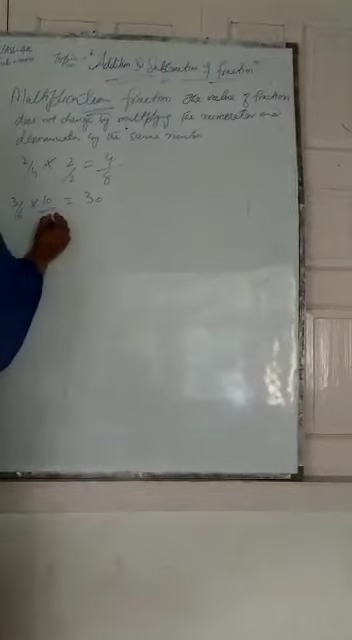 Topic = "Addition & Subtraction of fraction"
Multiplication fraction the value of fraction
does not change by multiplying the numerator and
denominator by the same number
2/4 × 2/2 = 4/8
3/ × 10 = 30